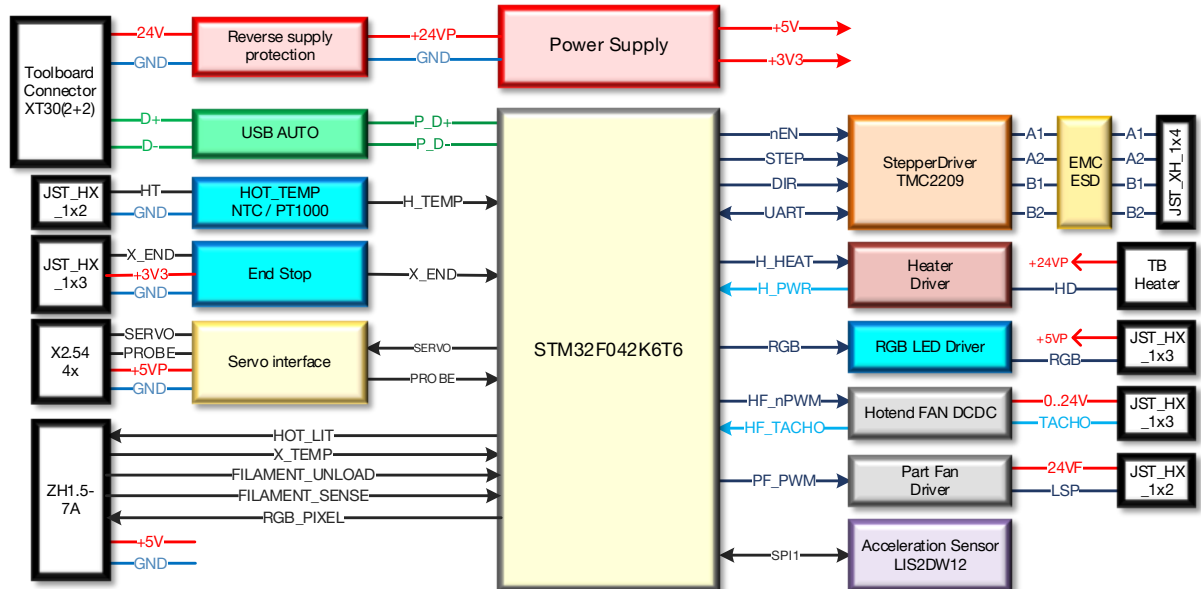 Toolboard
Connector
XT30(2+2)
24V
GND
D+
D-
Reverse supply
protection
+24VP
GND
Power Supply
+5V
+3V3
USB AUTO
P_D+
P_D-
JST_HX
_1x2
HT
GND
HOT_TEMP
NTC / PT1000
H_TEMP
JST_HX
_1x3
X_END
+3V3
GND
End Stop
X_END
X2.54
4x
SERVO
PROBE
+5VP
GND
Servo interface
SERVO
PROBE
ZH1.5-
7A
HOT_LIT
X_TEMP
FILAMENT_UNLOAD
FILAMENT_SENSE
RGB_PIXEL
+5V
GND
STM32F042K6T6
nEN
STEP
DIR
UART
StepperDriver
TMC2209
A1
A2
B1
B2
EMC
ESD
A1
A2
B1
B2
JST_XH_1x4
H_HEAT
H_PWR
Heater
Driver
+24VP
HD
TB
Heater
RGB
RGB LED Driver
+5VP
RGB
JST_HX
_1x3
HF_nPWM
HF_TACHO
Hotend FAN DCDC
0..24V
TACHO
JST_HX
_1x3
PF_PWM
Part Fan
Driver
24VF
LSP
JST_HX
_1x2
SPI1
Acceleration Sensor
LIS2DW12